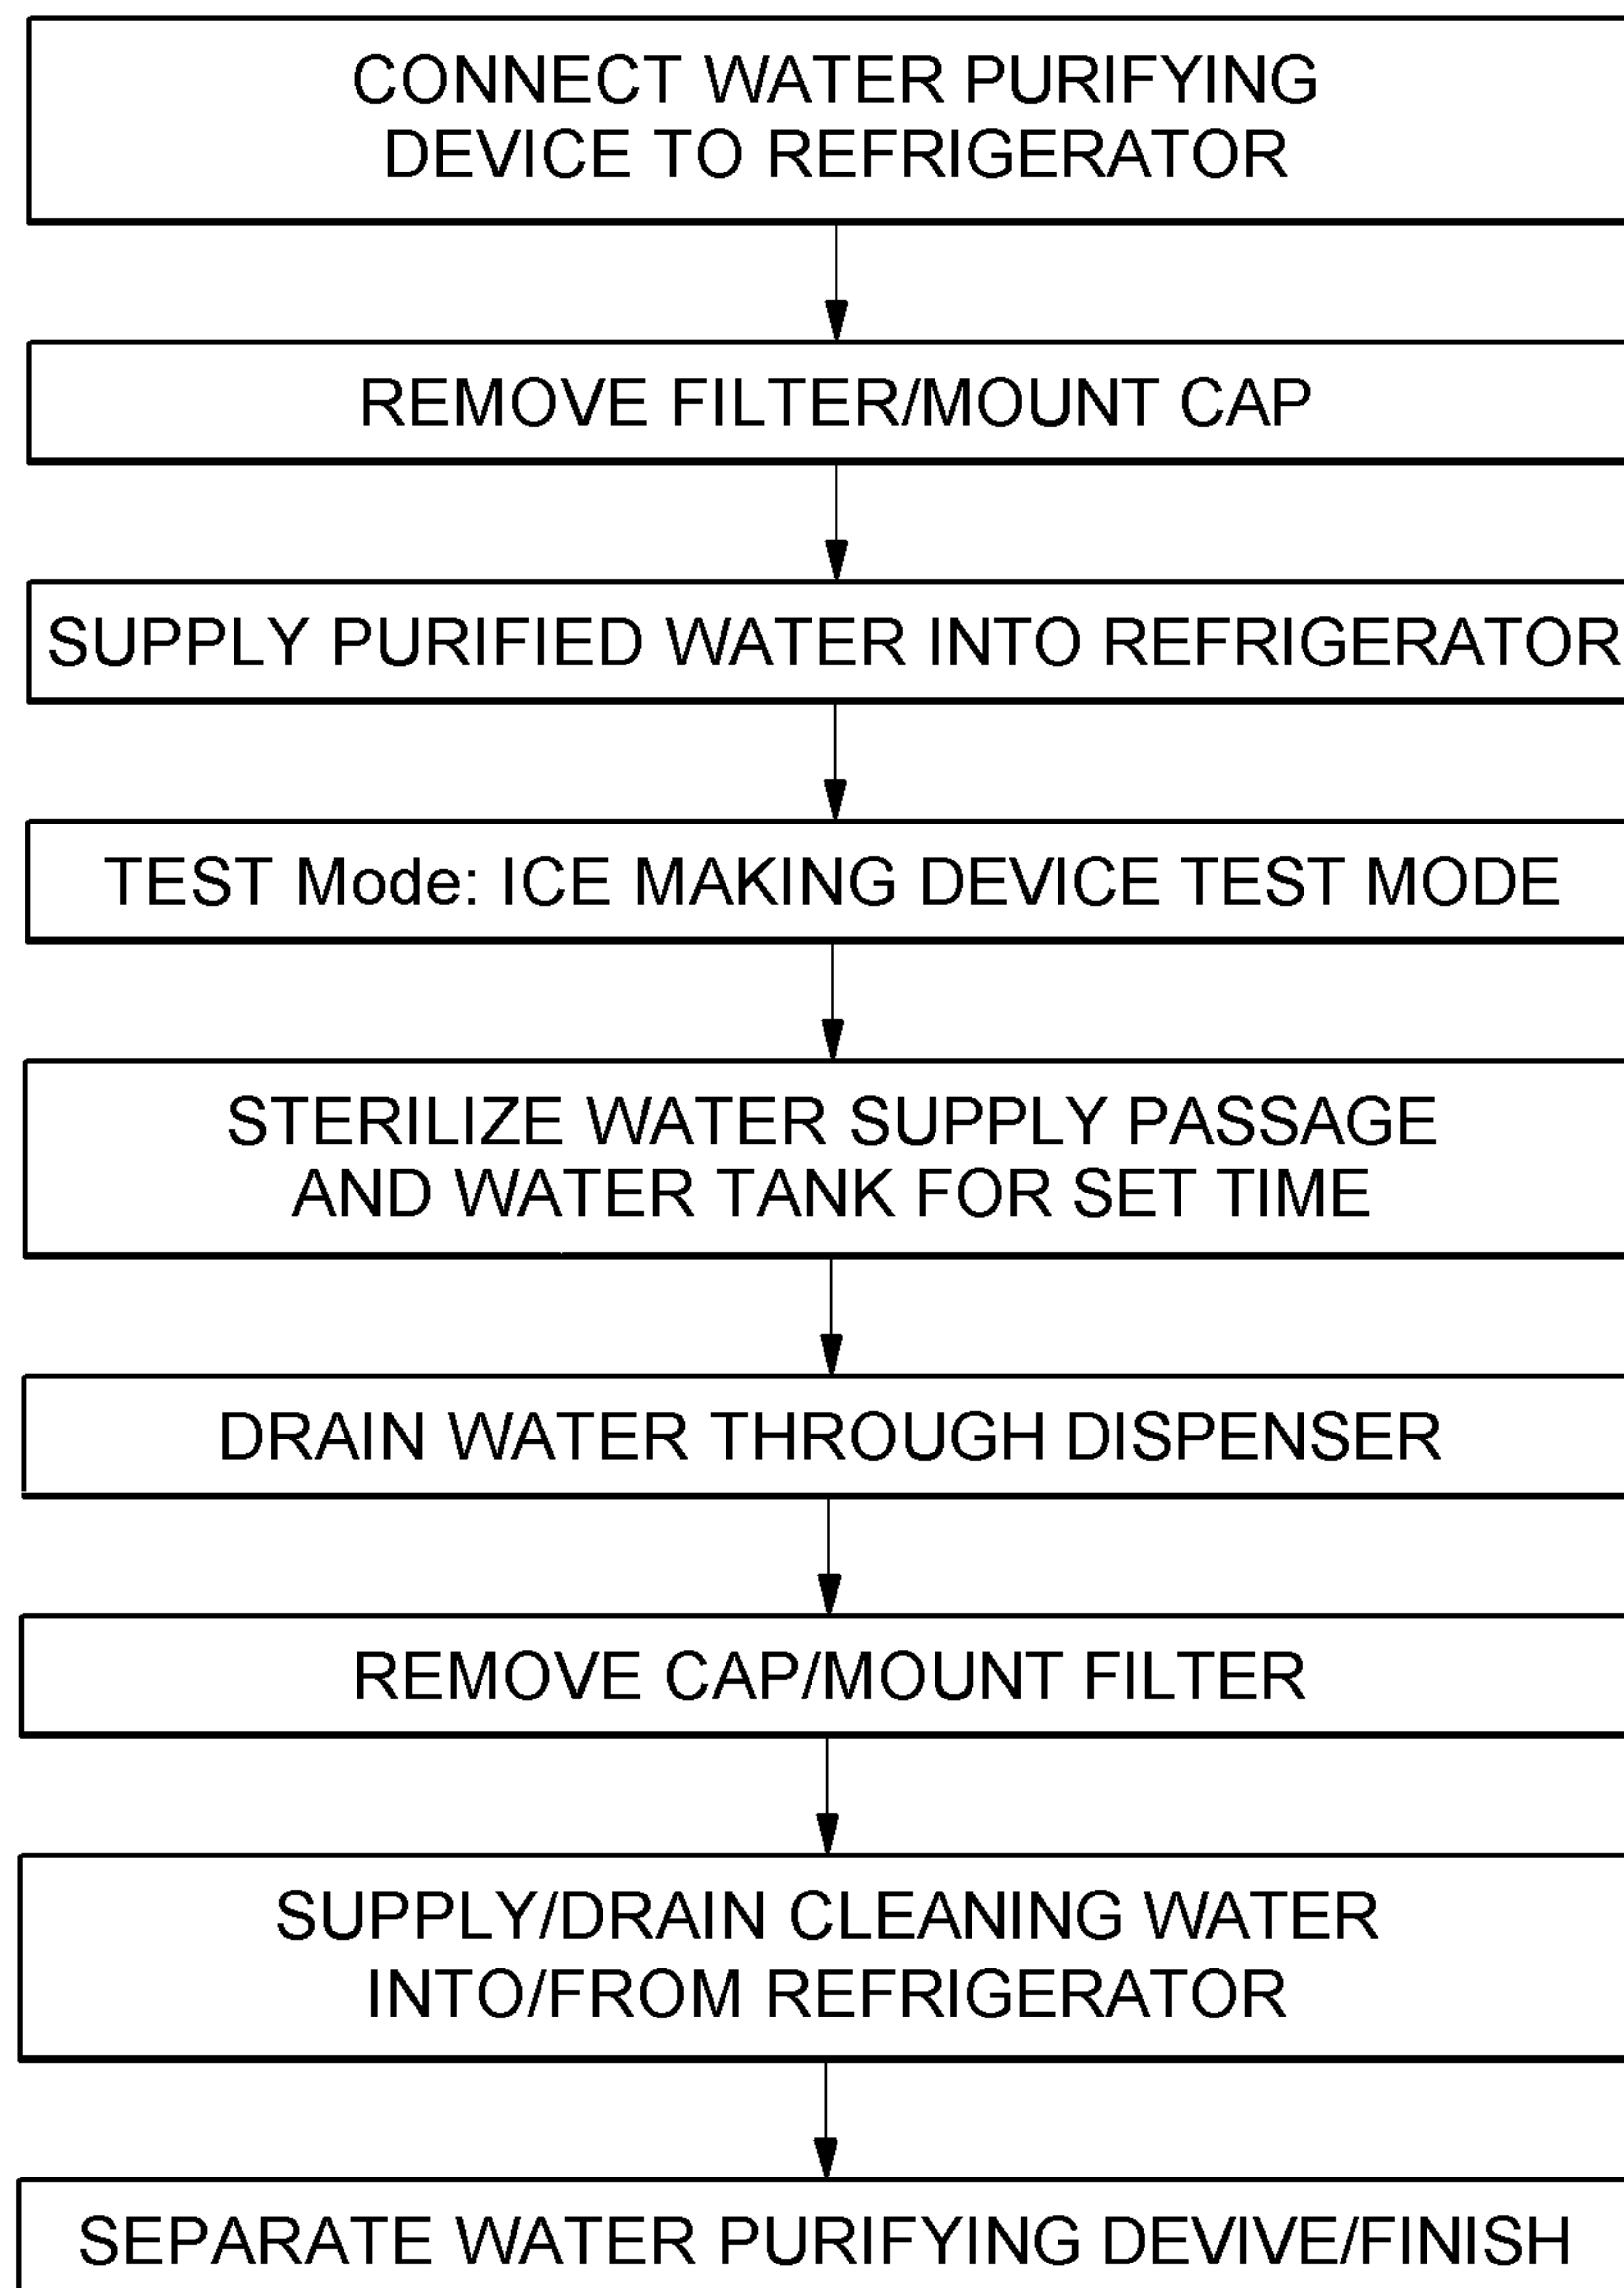 CONNECT WATER PURIFYING
DEVICE TO REFRIGERATOR
REMOVE FILTER/MOUNT CAP
SUPPLY PURIFIED WATER INTO REFRIGERATOR
TEST Mode: ICE MAKING DEVICE TEST MODE
STERILIZE WATER SUPPLY PASSAGE
AND WATER TANK FOR SET TIME
DRAIN WATER THROUGH DISPENSER
REMOVE CAP/MOUNT FILTER
SUPPLY/DRAIN CLEANING WATER
INTO/FROM REFRIGERATOR
SEPARATE WATER PURIFYING DEVIVE/FINISH